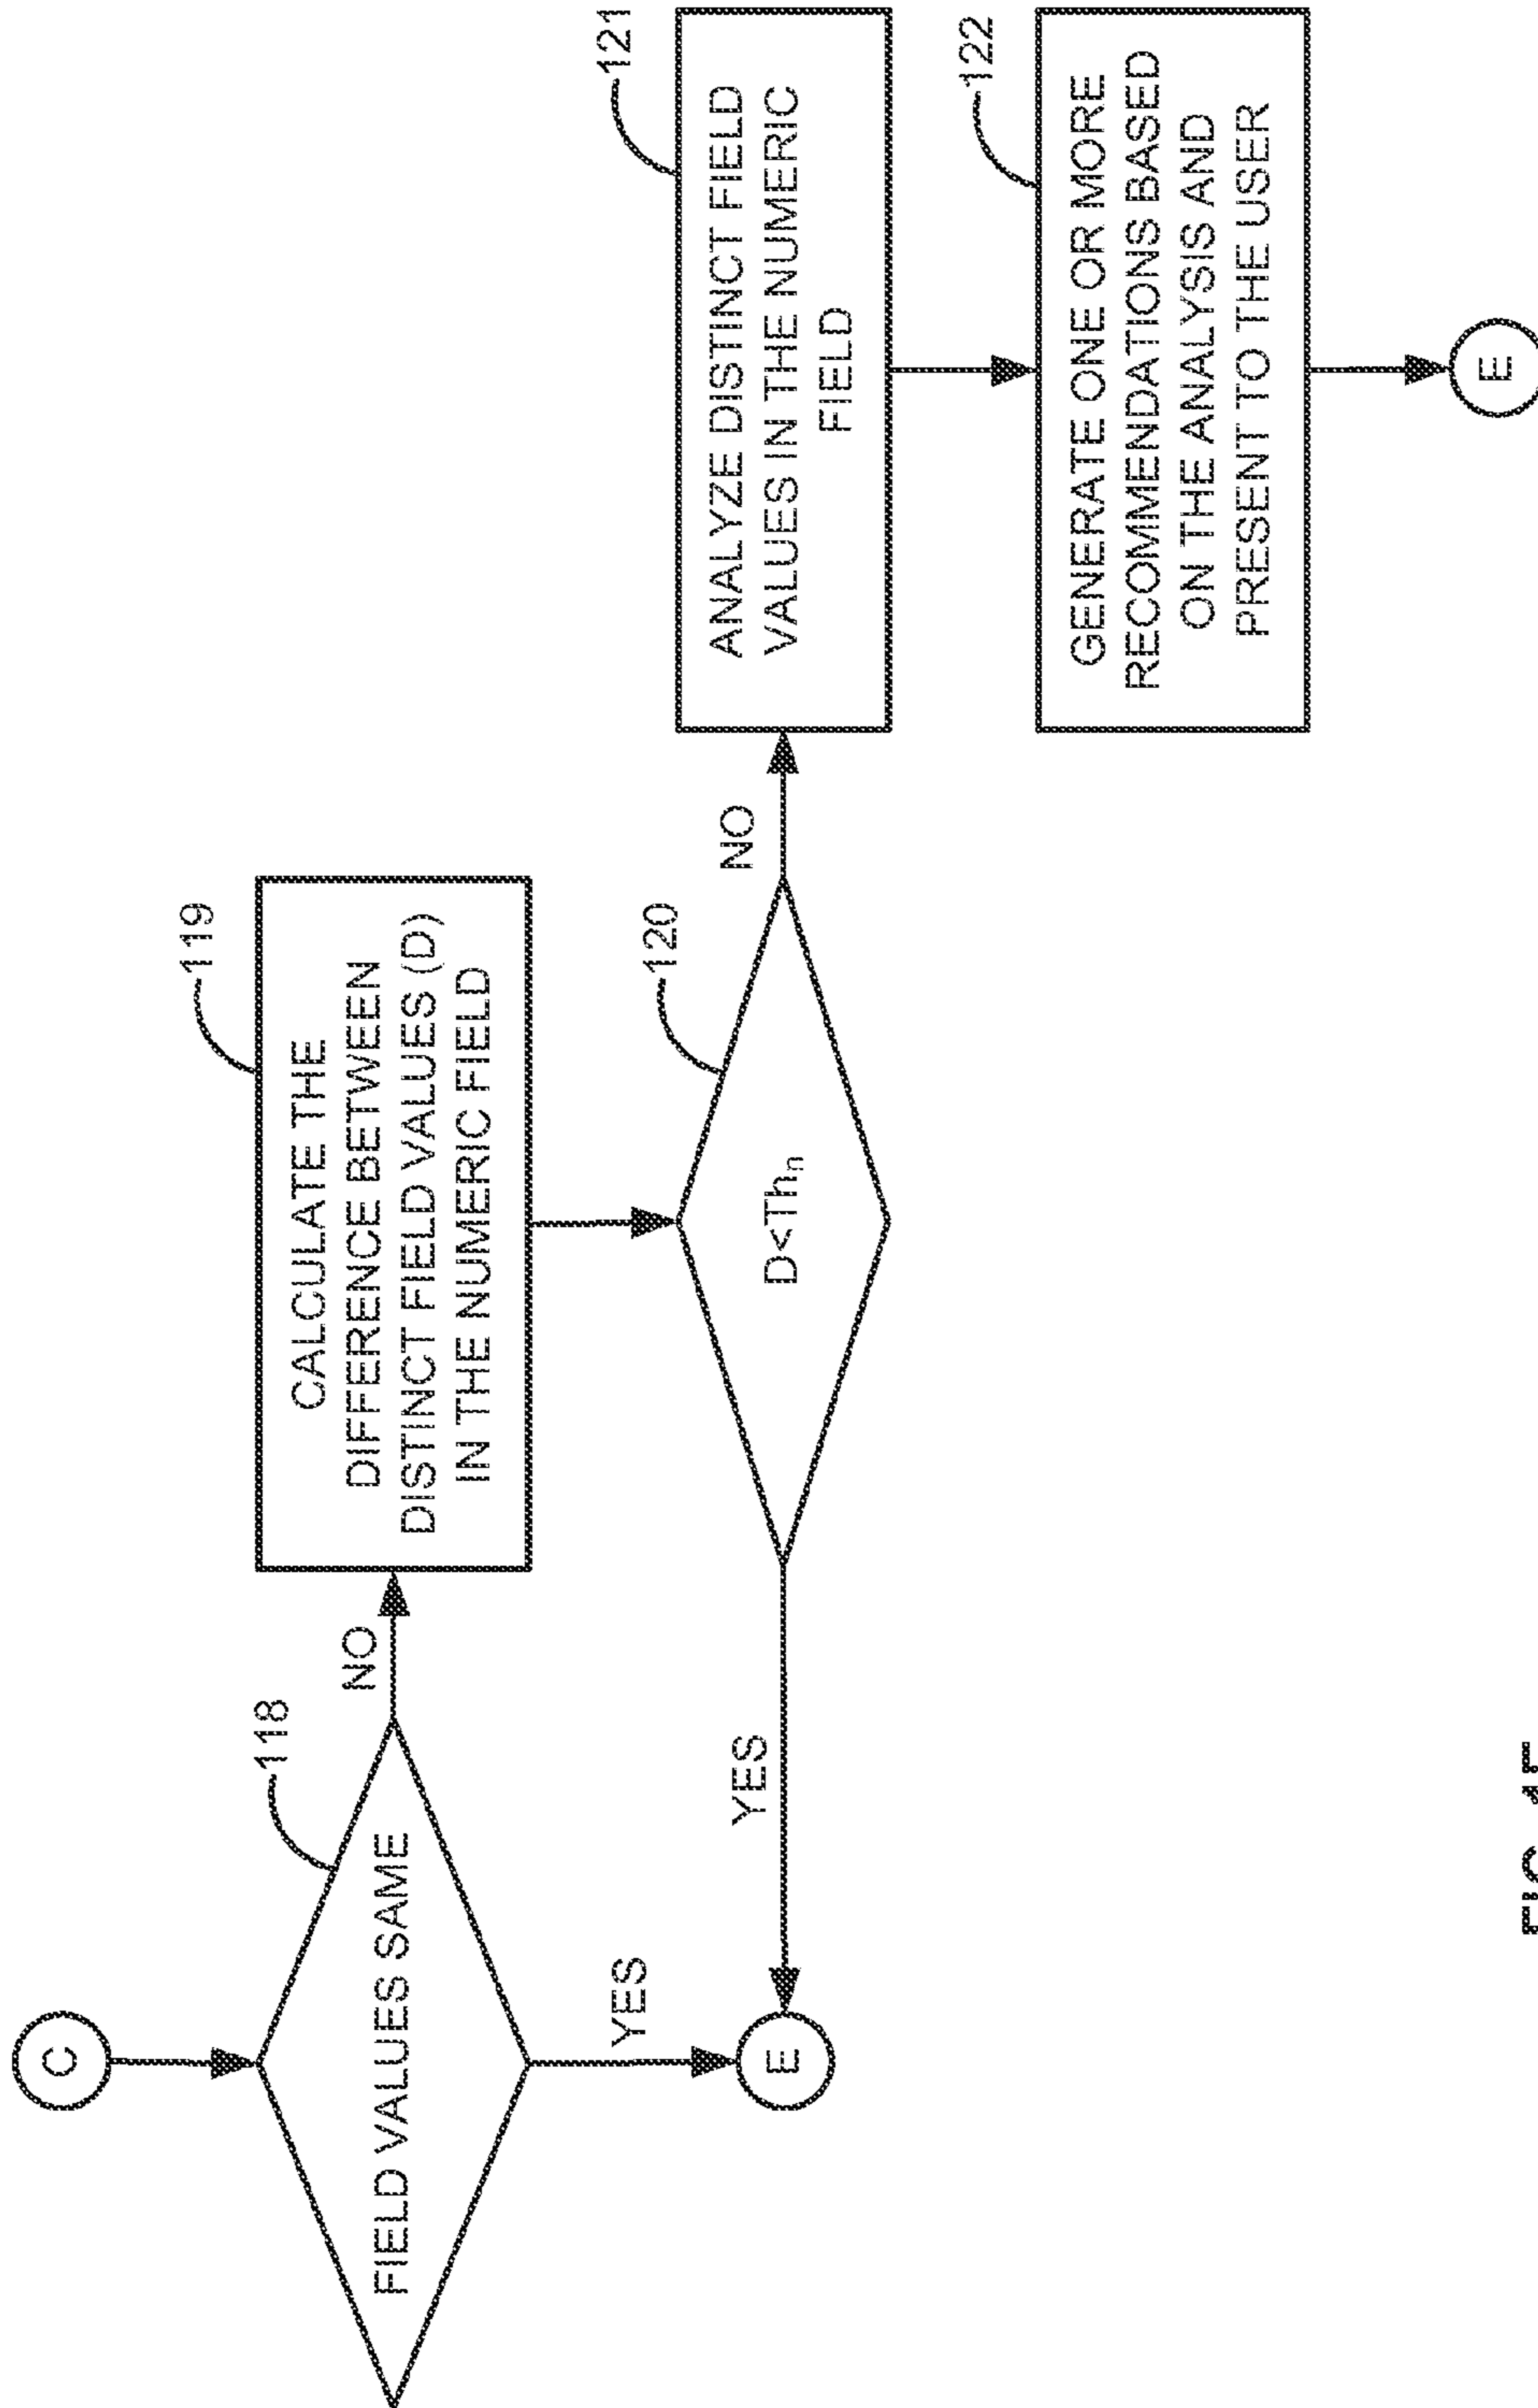 C
118
FIELD VALUES SAME
NO
YES
119
CALCULATE THE
DIFFERENCE BETWEEN
DISTINCT FIELD VALUES (D)
IN THE NUMERIC FIELD
120
D<Thₙ
YES
E
NO
121
ANALYZE DISTINCT FIELD
VALUES IN THE NUMERIC
FIELD
122
GENERATE ONE OR MORE
RECOMMENDATIONS BASED
ON THE ANALYSIS AND
PRESENT TO THE USER
E